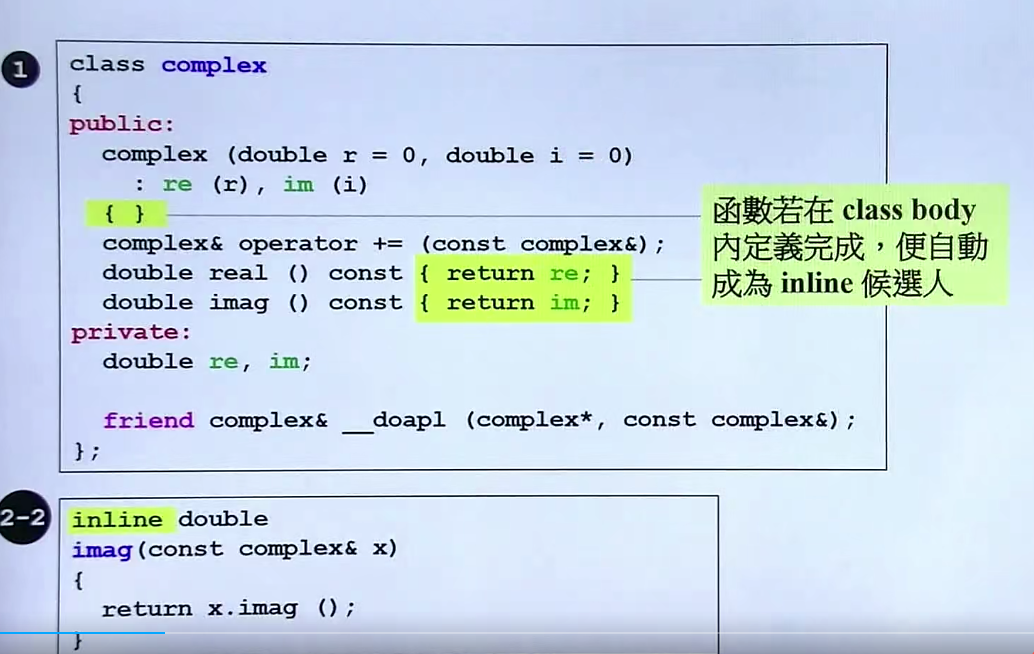 1
class complex
{
public:
complex (double r = 0, double i = 0)
: re (r), im (i)
{ }
complex& operator += (const complex&);
double real () const { return re; }
double imag () const { return im; }
private:
double re, im;
friend complex& __doapl (complex*, const complex&);
};
函數若在 class body
內定義完成，便自動
成為 inline 候選人
2-2
inline double
imag(const complex& x)
{
return x.imag ();
}